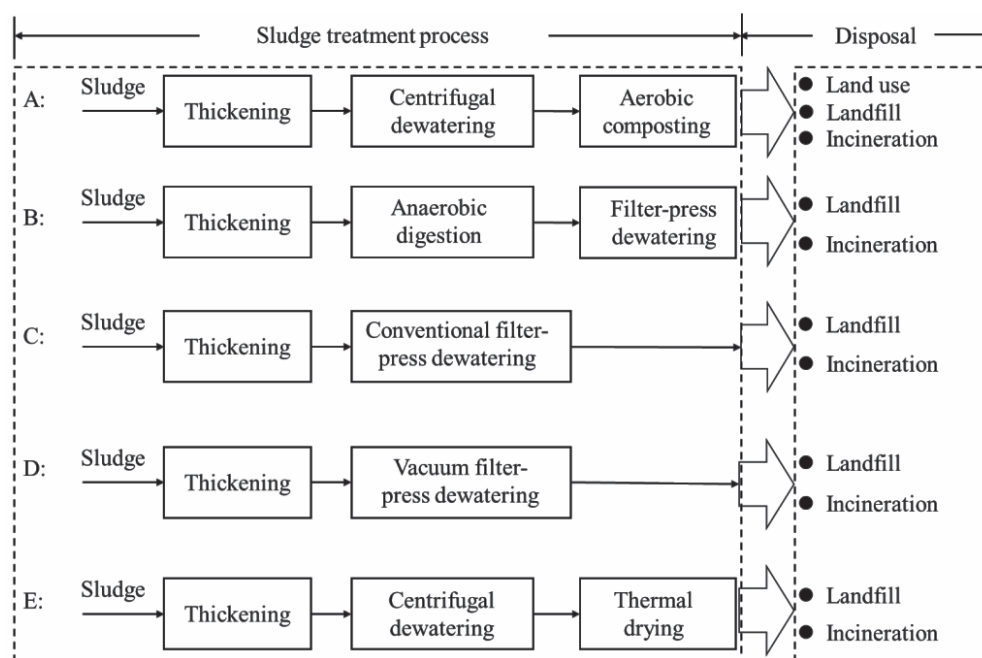 Sludge treatment process
Disposal
A:
Sludge
Thickening
Centrifugal
dewatering
Aerobic
composting
● Land use
● Landfill
● Incineration
B:
Sludge
Thickening
Anaerobic
digestion
Filter-press
dewatering
● Landfill
● Incineration
C:
Sludge
Thickening
Conventional filter-
press dewatering
● Landfill
● Incineration
D:
Sludge
Thickening
Vacuum filter-
press dewatering
● Landfill
● Incineration
E:
Sludge
Thickening
Centrifugal
dewatering
Thermal
drying
● Landfill
● Incineration